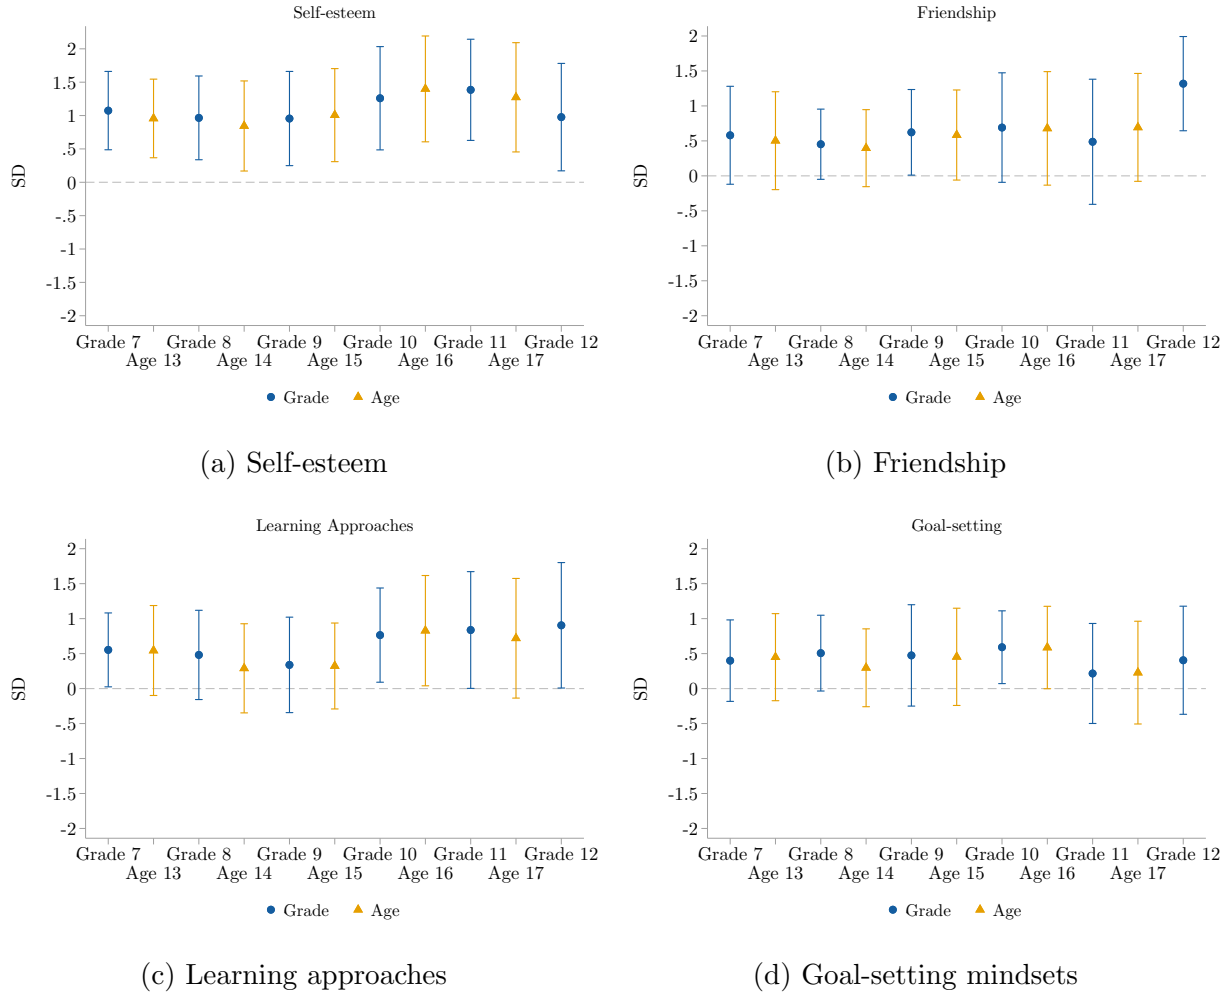 Self-esteem
2
1.5
1
.5
0
-.5
-1
-1.5
-2
SD
Grade 7 Grade 8 Grade 9 Grade 10 Grade 11 Grade 12
Age 13 Age 14 Age 15 Age 16 Age 17
Grade Age
(a) Self-esteem
Friendship
2
1.5
1
.5
0
-.5
-1
-1.5
-2
SD
Grade 7 Grade 8 Grade 9 Grade 10 Grade 11 Grade 12
Age 13 Age 14 Age 15 Age 16 Age 17
Grade Age
(b) Friendship
Learning Approaches
2
1.5
1
.5
0
-.5
-1
-1.5
-2
SD
Grade 7 Grade 8 Grade 9 Grade 10 Grade 11 Grade 12
Age 13 Age 14 Age 15 Age 16 Age 17
Grade Age
(c) Learning approaches
Goal-setting
2
1.5
1
.5
0
-.5
-1
-1.5
-2
SD
Grade 7 Grade 8 Grade 9 Grade 10 Grade 11 Grade 12
Age 13 Age 14 Age 15 Age 16 Age 17
Grade Age
(d) Goal-setting mindsets